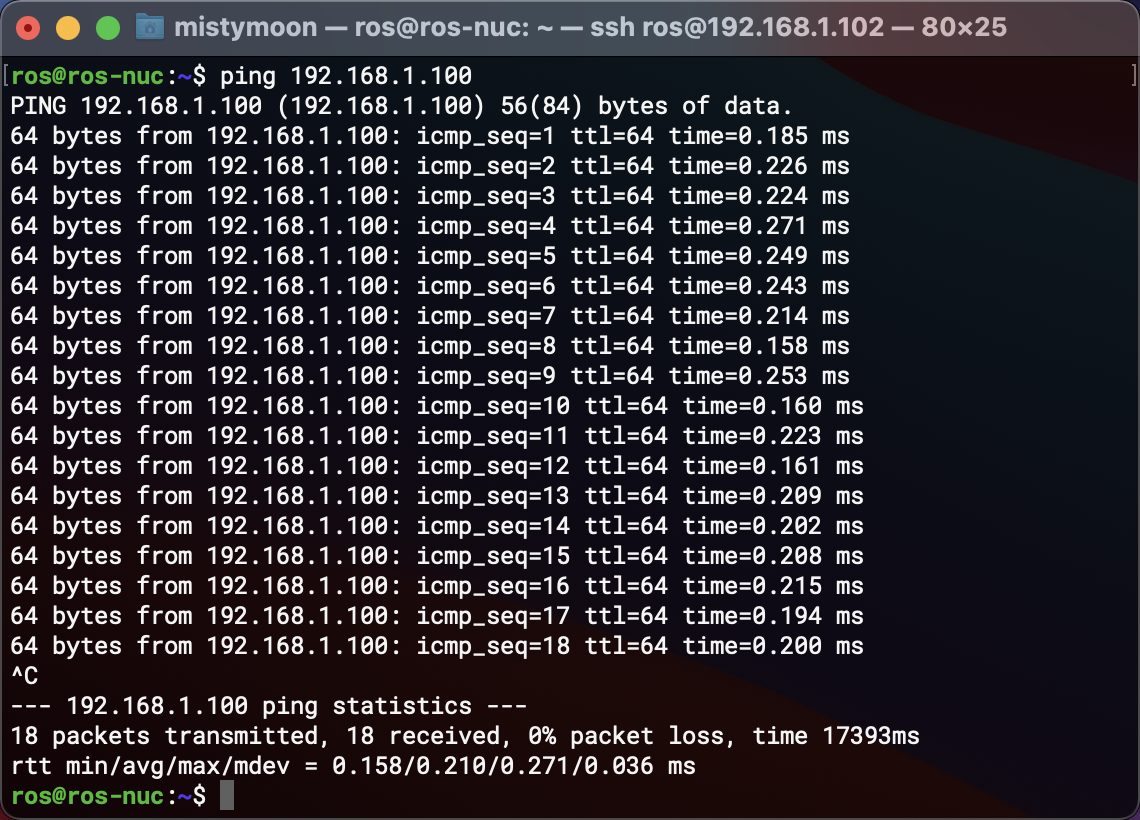 mistymoon — ros@ros-nuc: ~ — ssh ros@192.168.1.102 — 80×25
[ros@ros-nuc:~$ ping 192.168.1.100 ]
PING 192.168.1.100 (192.168.1.100) 56(84) bytes of data.
64 bytes from 192.168.1.100: icmp_seq=1 ttl=64 time=0.185 ms
64 bytes from 192.168.1.100: icmp_seq=2 ttl=64 time=0.226 ms
64 bytes from 192.168.1.100: icmp_seq=3 ttl=64 time=0.224 ms
64 bytes from 192.168.1.100: icmp_seq=4 ttl=64 time=0.271 ms
64 bytes from 192.168.1.100: icmp_seq=5 ttl=64 time=0.249 ms
64 bytes from 192.168.1.100: icmp_seq=6 ttl=64 time=0.243 ms
64 bytes from 192.168.1.100: icmp_seq=7 ttl=64 time=0.214 ms
64 bytes from 192.168.1.100: icmp_seq=8 ttl=64 time=0.158 ms
64 bytes from 192.168.1.100: icmp_seq=9 ttl=64 time=0.253 ms
64 bytes from 192.168.1.100: icmp_seq=10 ttl=64 time=0.160 ms
64 bytes from 192.168.1.100: icmp_seq=11 ttl=64 time=0.223 ms
64 bytes from 192.168.1.100: icmp_seq=12 ttl=64 time=0.161 ms
64 bytes from 192.168.1.100: icmp_seq=13 ttl=64 time=0.209 ms
64 bytes from 192.168.1.100: icmp_seq=14 ttl=64 time=0.202 ms
64 bytes from 192.168.1.100: icmp_seq=15 ttl=64 time=0.208 ms
64 bytes from 192.168.1.100: icmp_seq=16 ttl=64 time=0.215 ms
64 bytes from 192.168.1.100: icmp_seq=17 ttl=64 time=0.194 ms
64 bytes from 192.168.1.100: icmp_seq=18 ttl=64 time=0.200 ms
^C
--- 192.168.1.100 ping statistics ---
18 packets transmitted, 18 received, 0% packet loss, time 17393ms
rtt min/avg/max/mdev = 0.158/0.210/0.271/0.036 ms
ros@ros-nuc:~$